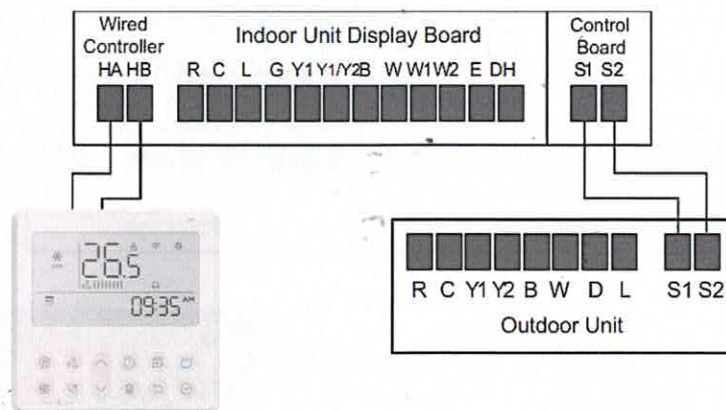 Wired Controller
Indoor Unit Display Board
Control Board
HA HB
R C L G Y1 Y1/Y2 B W W1 W2 E DH
S1 S2
26.5
09:35 AM
R C Y1 Y2 B W D L
S1 S2
Outdoor Unit